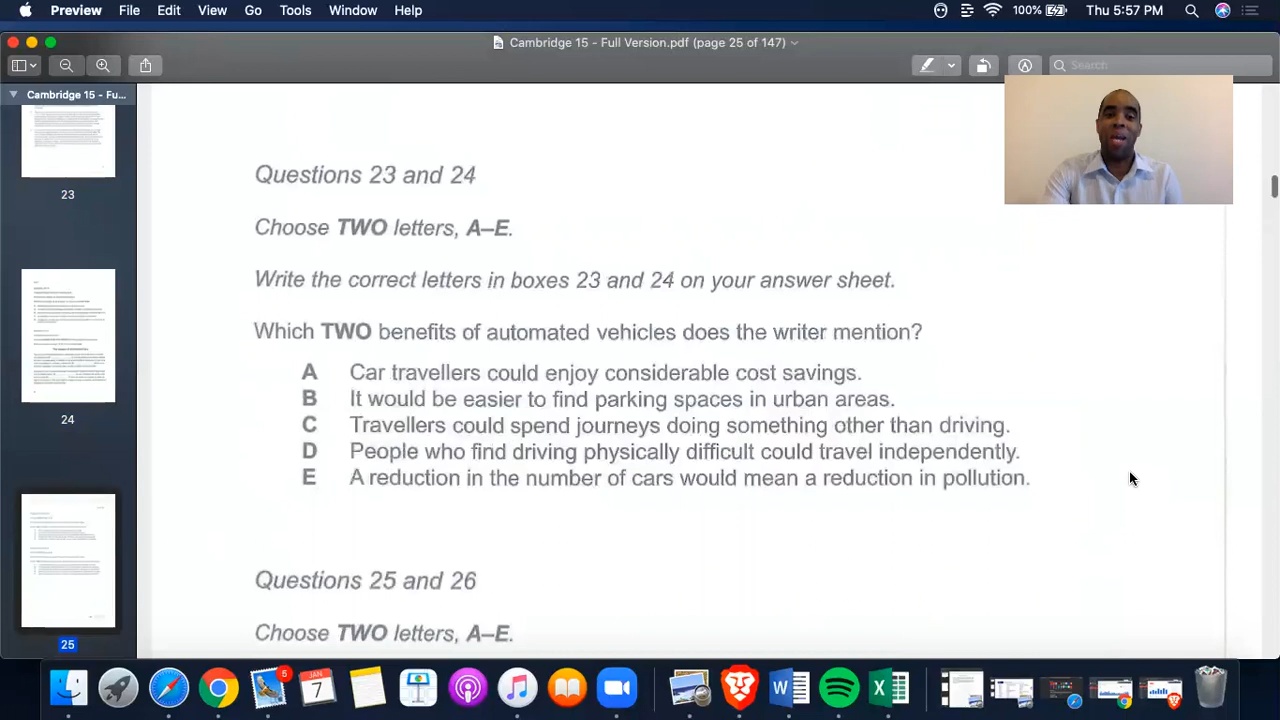 Preview File Edit View Go Tools Window Help 100% Thu 5:57 PM
Cambridge 15 - Full Version.pdf (page 25 of 147)
Search
Cambridge 15 - Fu...
23
24
25
Questions 23 and 24
Choose TWO letters, A–E.
Write the correct letters in boxes 23 and 24 on your answer sheet.
Which TWO benefits of automated vehicles does the writer mention?
A Car travellers could enjoy considerable cost savings.
B It would be easier to find parking spaces in urban areas.
C Travellers could spend journeys doing something other than driving.
D People who find driving physically difficult could travel independently.
E A reduction in the number of cars would mean a reduction in pollution.
Questions 25 and 26
Choose TWO letters, A–E.
5
JAN
7